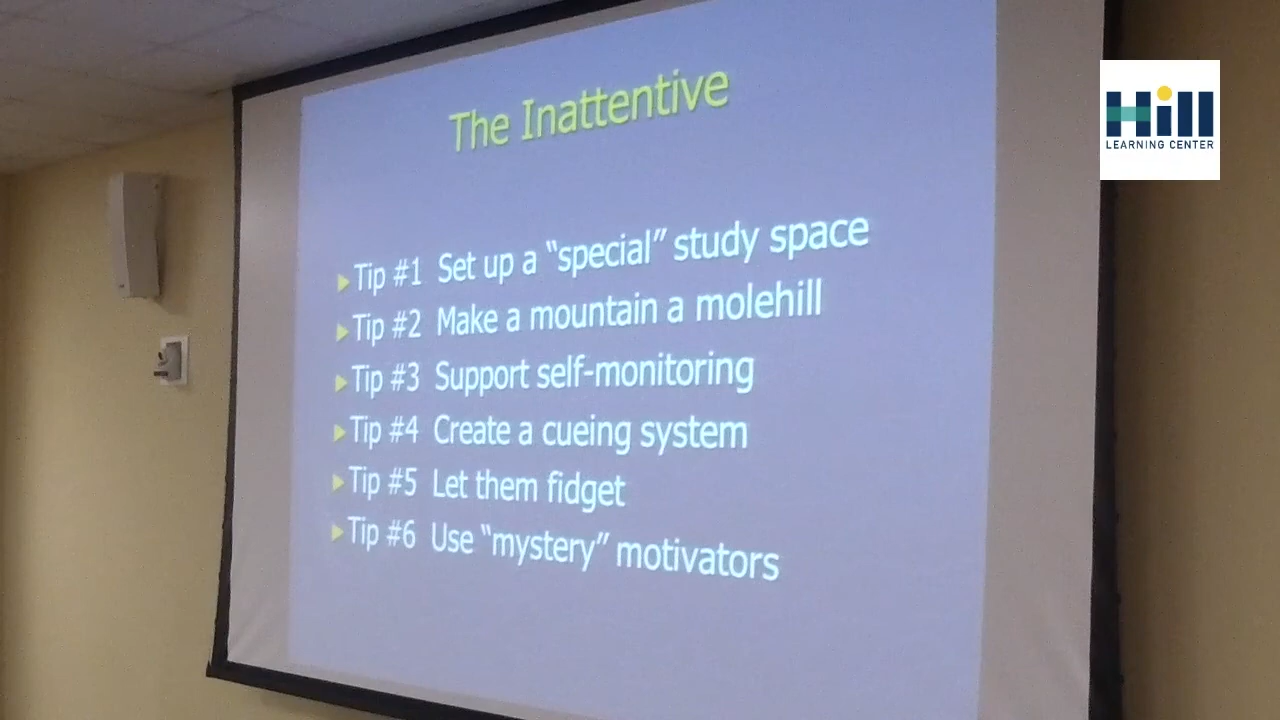 The Inattentive
Tip #1 Set up a “special” study space
Tip #2 Make a mountain a molehill
Tip #3 Support self-monitoring
Tip #4 Create a cueing system
Tip #5 Let them fidget
Tip #6 Use “mystery” motivators
Hill
LEARNING CENTER